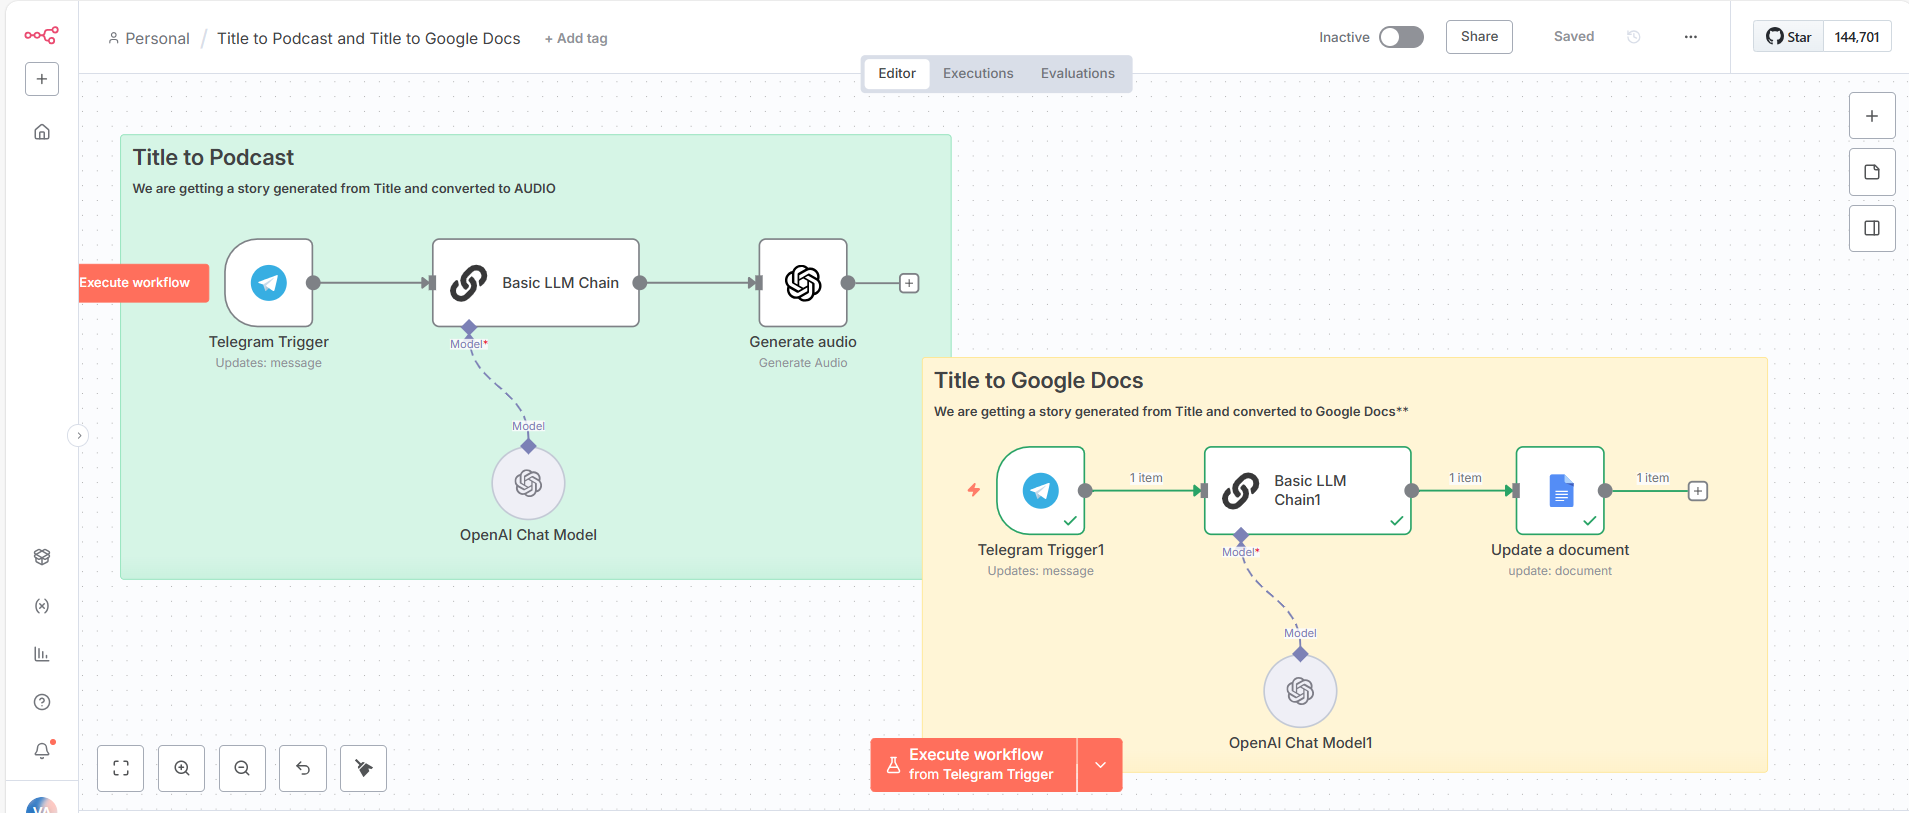 Personal / Title to Podcast and Title to Google Docs + Add tag
Inactive
Share
Saved
...
Star 144,701
Editor Executions Evaluations
Title to Podcast
We are getting a story generated from Title and converted to AUDIO
Execute workflow
Basic LLM Chain
Telegram Trigger
Updates: message
Model*
Generate audio
Generate Audio
Model
OpenAI Chat Model
Title to Google Docs
We are getting a story generated from Title and converted to Google Docs**
1 item
Basic LLM
Chain1
1 item
1 item
Telegram Trigger1
Updates: message
Model*
Update a document
update: document
Model
OpenAI Chat Model1
Execute workflow
from Telegram Trigger
VA